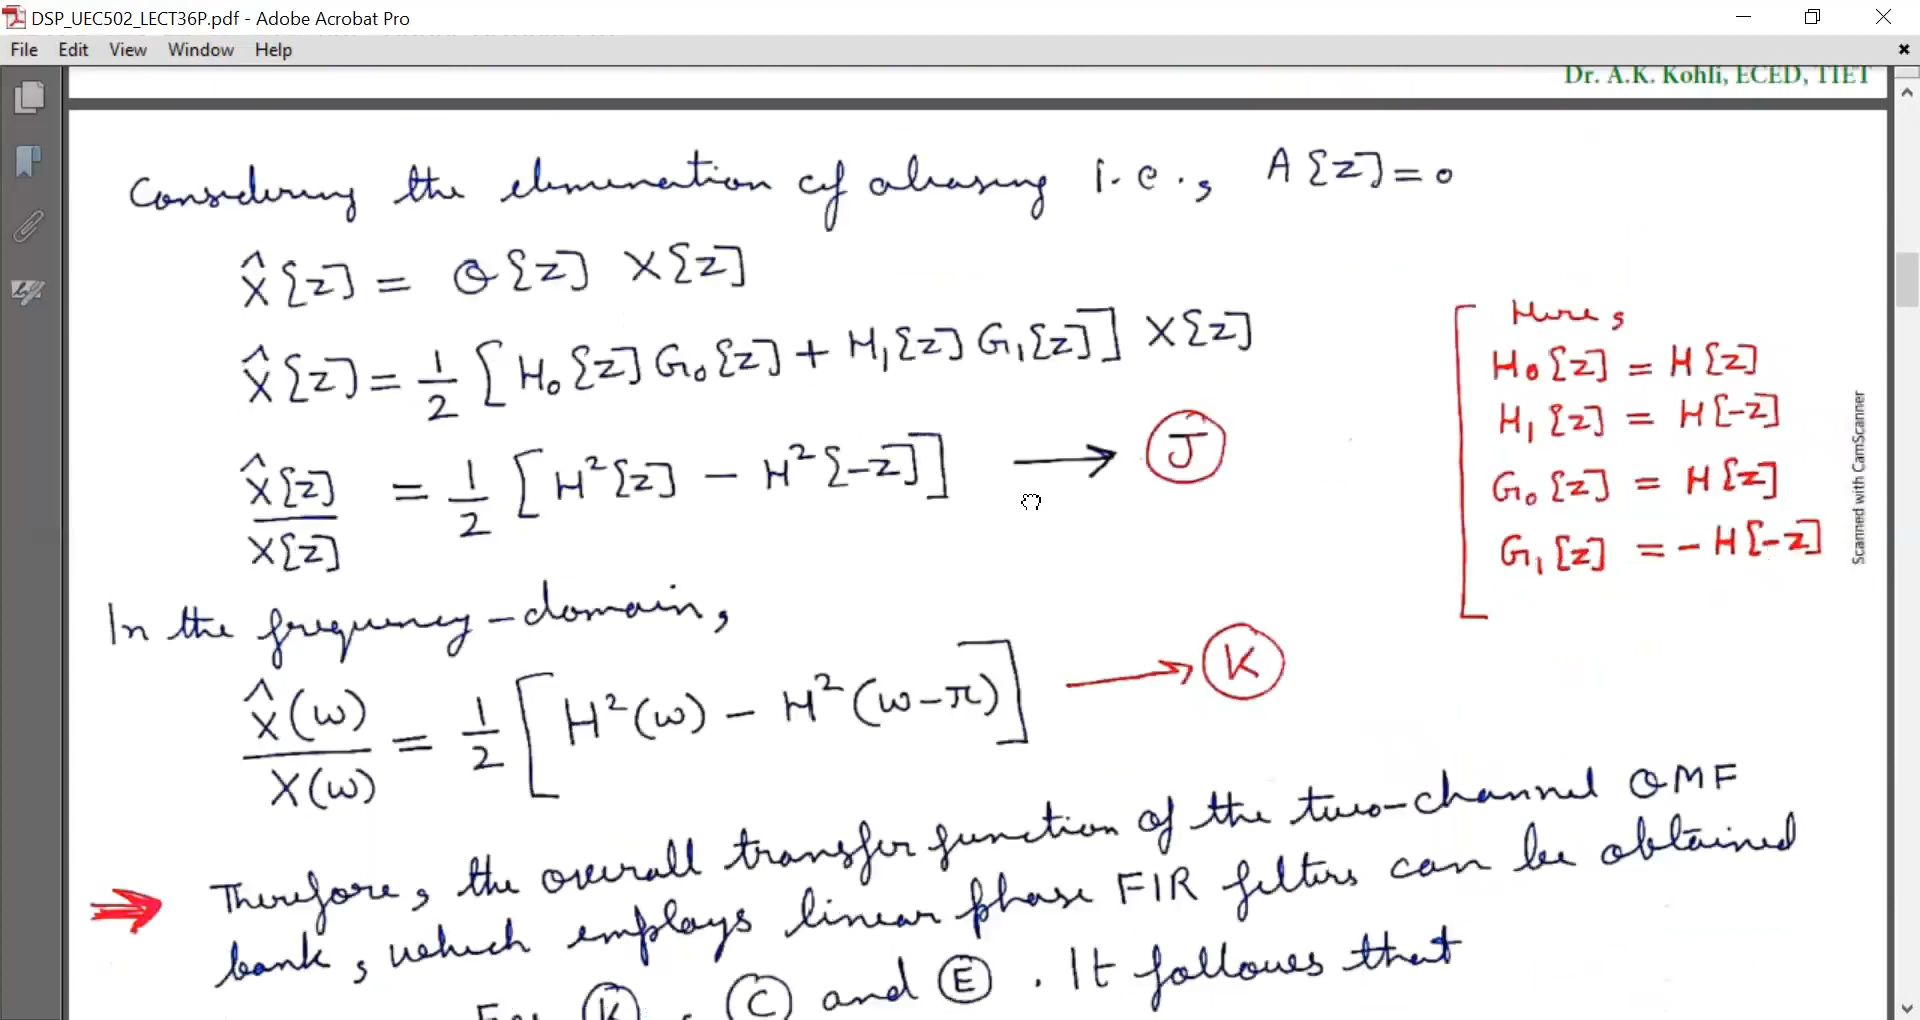 DSP_UEC502_LECT36P.pdf - Adobe Acrobat Pro
File Edit View Window Help
Dr. A.K. Kohli, ECED, TIET
Considering the elimination of aliasing i.e., A[z] = 0
X̂[z] = Q[z] X[z]
X̂[z] = 1/2 [H₀[z] G₀[z] + H₁[z] G₁[z]] X[z]
X̂[z]/X[z] = 1/2 [H²[z] - H²[-z]] → J
Here,
H₀[z] = H[z]
H₁[z] = H[-z]
G₀[z] = H[z]
G₁[z] = -H[-z]
Scanned with CamScanner
In the frequency-domain,
X̂(ω)/X(ω) = 1/2 [H²(ω) - H²(ω-π)] → K
Therefore, the overall transfer function of the two-channel QMF
bank, which employs linear phase FIR filters can be obtained
K, C and E. It follows that